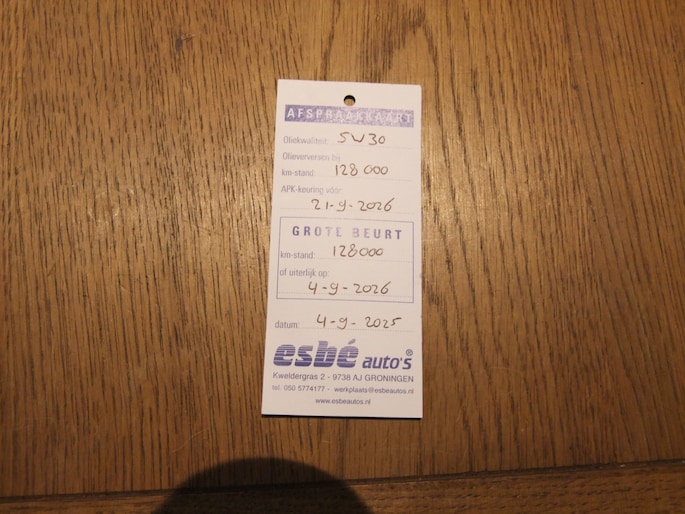 AFSPRAAKKAART
Oliekwaliteit: 5W30
Olieverversen bij
km-stand: 128 000
APK-keuring vóór:
21-9-2026
GROTE BEURT
km-stand: 128000
of uiterlijk op:
4-9-2026
datum: 4-9-2025
esbé auto's®
Kweldergras 2 - 9738 AJ GRONINGEN
tel. 050 5774177 - werkplaats@esbeautos.nl
www.esbeautos.nl